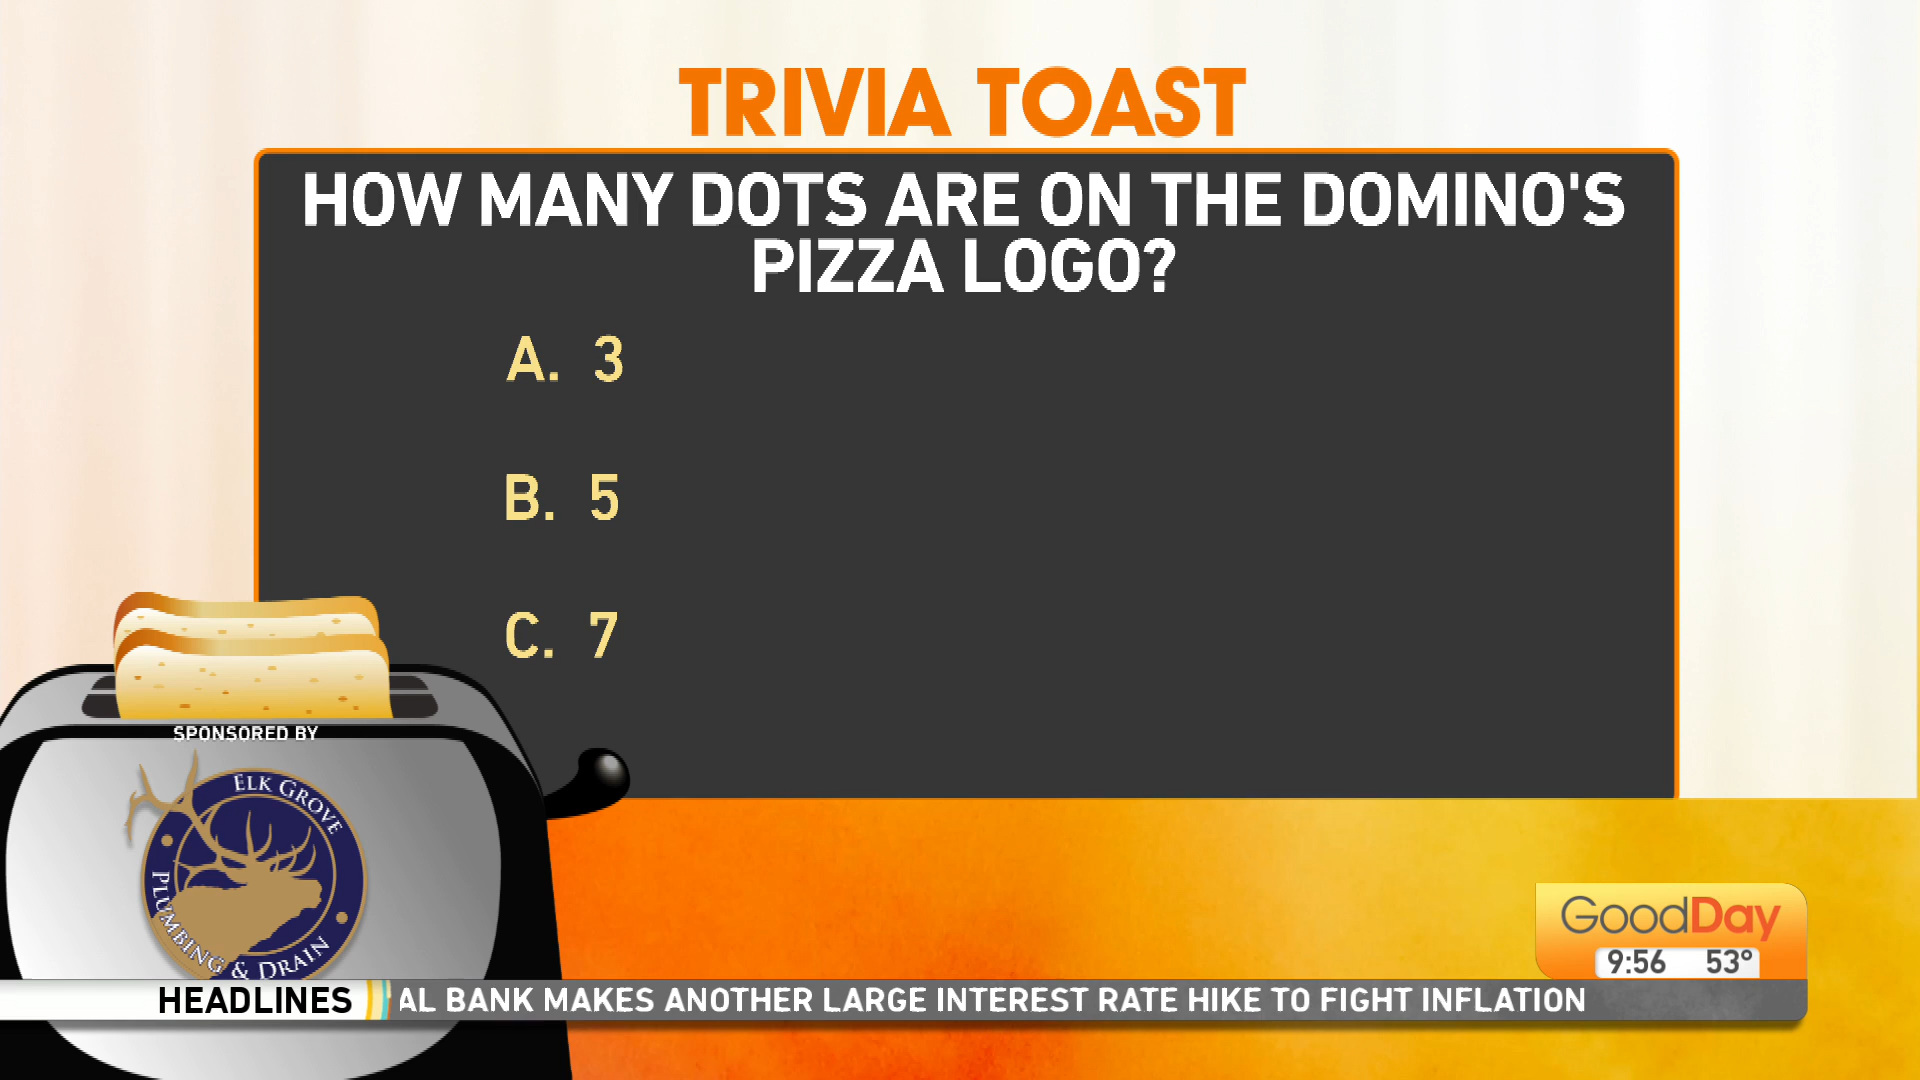 TRIVIA TOAST
HOW MANY DOTS ARE ON THE DOMINO'S
PIZZA LOGO?
A. 3
B. 5
C. 7
SPONSORED BY
ELK GROVE
PLUMBING & DRAIN
GoodDay
9:56 53°
HEADLINES AL BANK MAKES ANOTHER LARGE INTEREST RATE HIKE TO FIGHT INFLATION